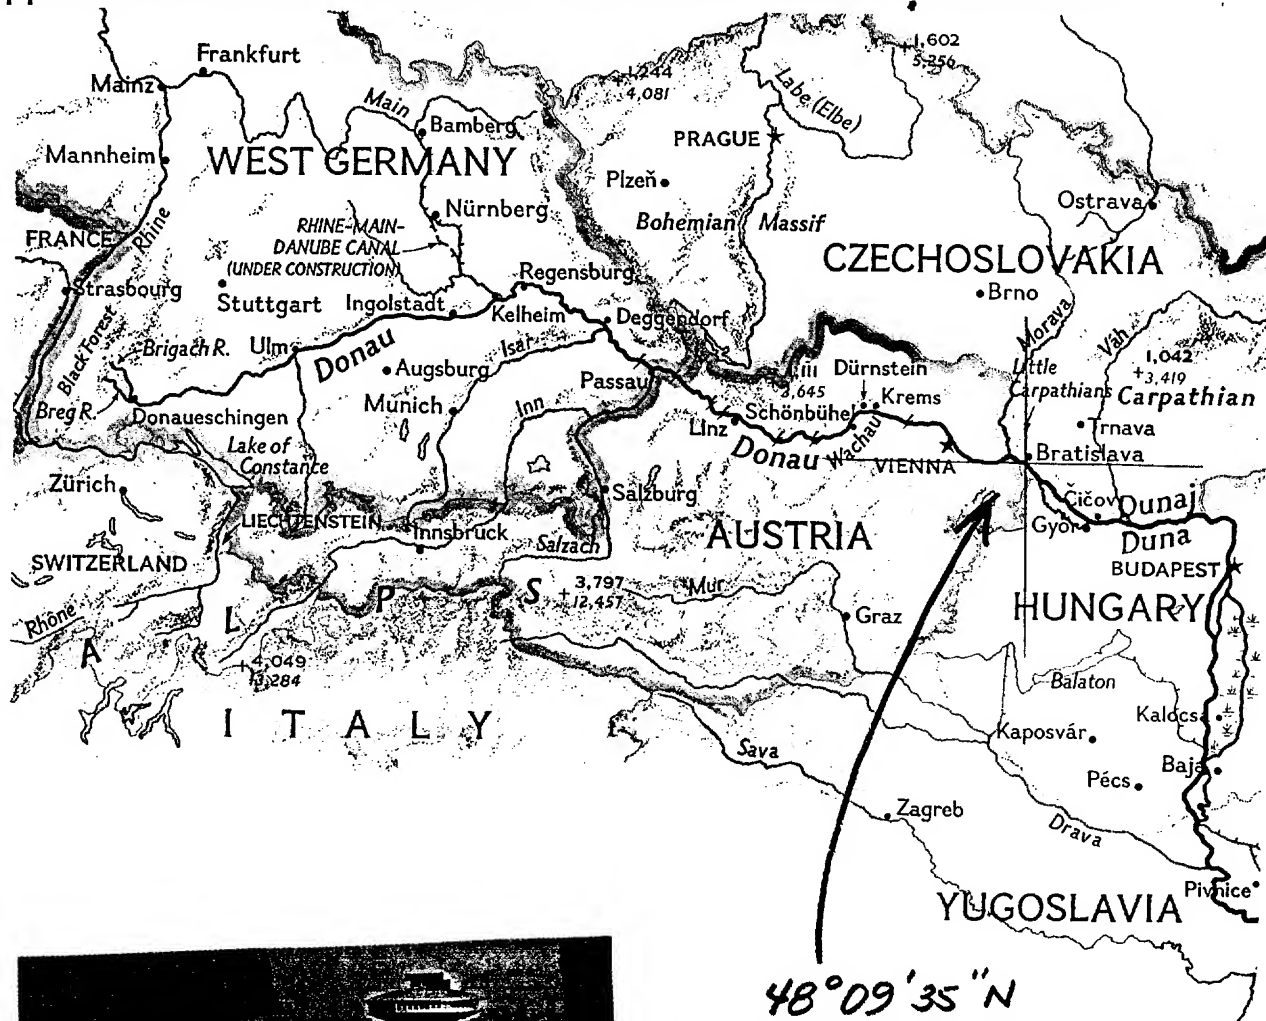 1,602
5,256
Frankfurt
1,244
4,081
Mainz
Main
Labe (Elbe)
Bamberg
PRAGUE
Mannheim
WEST GERMANY
Plzeň
Ostrava
Nürnberg
Bohemian Massif
RHINE-MAIN-
DANUBE CANAL
(UNDER CONSTRUCTION)
FRANCE
Rhine
CZECHOSLOVAKIA
Regensburg
Strasbourg
Stuttgart
Ingolstadt
Kelheim
Brno
Deggendorf
Morava
Váh
Black Forest
Brigach R.
Ulm
Donau
Isar
1,042
3,419
Augsburg
Passau
3,645
Dürnstein
Little
Carpathians
Carpathian
Breg R.
Donaueschingen
Munich
Inn
Schönbühel
Krems
Linz
Wachau
Trnava
Lake of
Constance
Donau
VIENNA
Bratislava
Zürich
Salzburg
Čičov
Dunaj
LIECHTENSTEIN
Innsbruck
Györ
Duna
Salzach
AUSTRIA
SWITZERLAND
BUDAPEST
3,797
12,457
Mur
Rhône
HUNGARY
Graz
A L P S
4,049
13,284
Balaton
ITALY
Kalocsa
Kaposvár
Sava
Baja
Pécs
Zagreb
Drava
Pivnice
YUGOSLAVIA
48°09'35"N